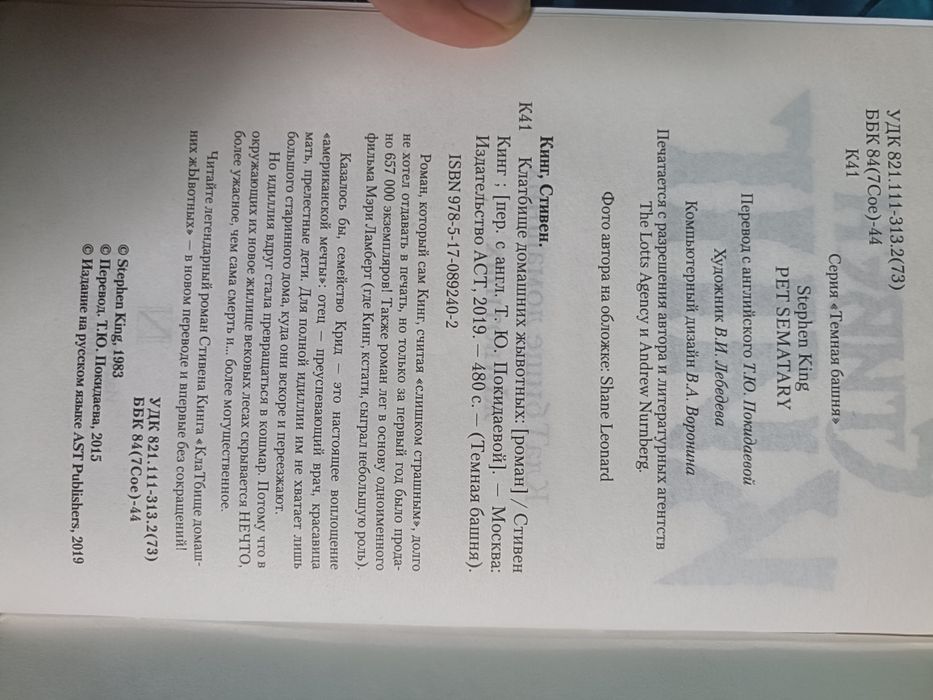 УДК 821.111-313.2(73)
ББК 84(7Сое)-44
К41
Серия «Темная башня»
Stephen King
PET SEMATARY
Перевод с английского Т.Ю. Покидаевой
Художник В.И. Лебедева
Компьютерный дизайн В.А. Воронина
Печатается с разрешения автора и литературных агентств
The Lotts Agency и Andrew Nurnberg.
Фото автора на обложке: Shane Leonard
Кинг, Стивен.
К41 Клатбище домашних жывотных: [роман] / Стивен
Кинг ; [пер. с англ. Т. Ю. Покидаевой]. — Москва:
Издательство АСТ, 2019. — 480 с. — (Темная башня).
ISBN 978-5-17-089240-2
Роман, который сам Кинг, считая «слишком страшным», долго
не хотел отдавать в печать, но только за первый год было прода-
но 657 000 экземпляров! Также роман лег в основу одноименного
фильма Мэри Ламберт (где Кинг, кстати, сыграл небольшую роль).
Казалось бы, семейство Крид — это настоящее воплощение
«американской мечты»: отец — преуспевающий врач, красавица
мать, прелестные дети. Для полной идиллии им не хватает лишь
большого старинного дома, куда они вскоре и переезжают.
Но идиллия вдруг стала превращаться в кошмар. Потому что в
окружающих их новое жилище вековых лесах скрывается НЕЧТО,
более ужасное, чем сама смерть и... более могущественное.
Читайте легендарный роман Стивена Кинга «КлаТбище домаш-
них жЫвотных» — в новом переводе и впервые без сокращений!
УДК 821.111-313.2(73)
ББК 84(7Сое)-44
© Stephen King, 1983
© Перевод. Т.Ю. Покидаева, 2015
© Издание на русском языке AST Publishers, 2019